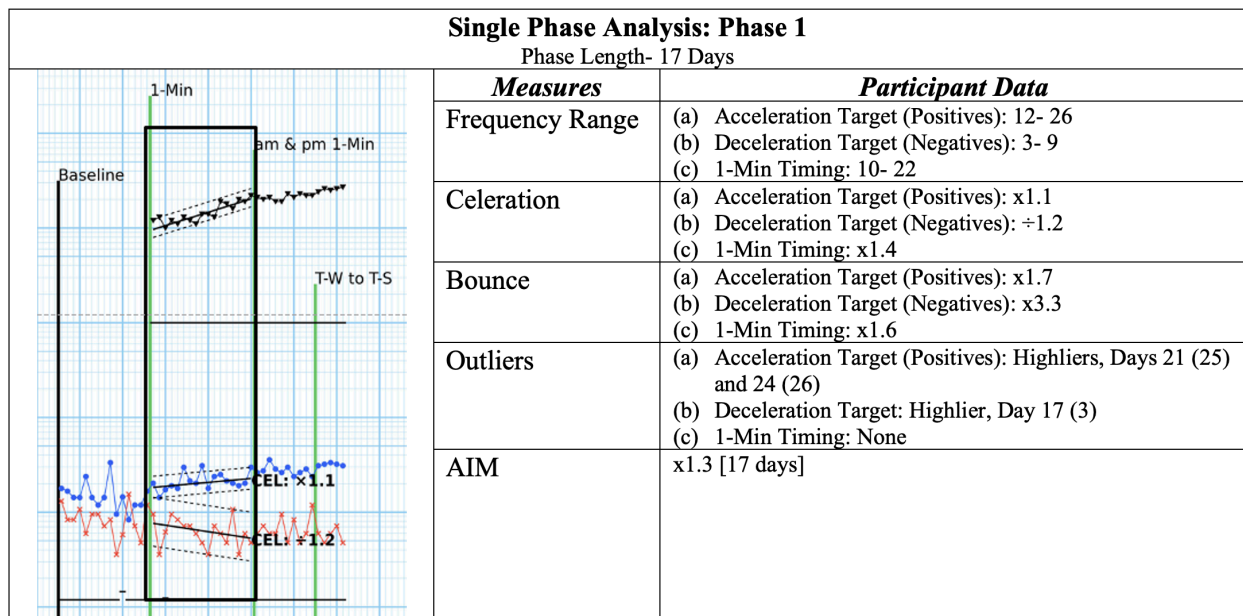 Single Phase Analysis: Phase 1
Phase Length- 17 Days
1-Min
am & pm 1-Min
Baseline
T-W to T-S
CEL: ×1.1
CEL: ÷1.2
Measures
Participant Data
Frequency Range
(a) Acceleration Target (Positives): 12- 26
(b) Deceleration Target (Negatives): 3- 9
(c) 1-Min Timing: 10- 22
Celeration
(a) Acceleration Target (Positives): x1.1
(b) Deceleration Target (Negatives): ÷1.2
(c) 1-Min Timing: x1.4
Bounce
(a) Acceleration Target (Positives): x1.7
(b) Deceleration Target (Negatives): x3.3
(c) 1-Min Timing: x1.6
Outliers
(a) Acceleration Target (Positives): Highliers, Days 21 (25)
and 24 (26)
(b) Deceleration Target: Highlier, Day 17 (3)
(c) 1-Min Timing: None
AIM
x1.3 [17 days]